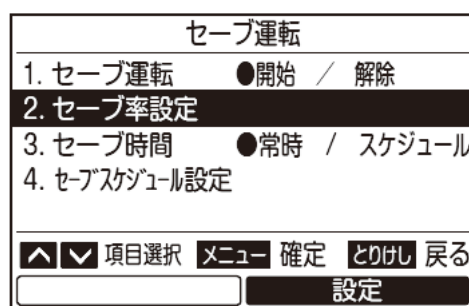 セーブ運転
1. セーブ運転 ●開始 / 解除
2. セーブ率設定
3. セーブ時間 ●常時 / スケジュール
4. ｾｰﾌﾞｽｹｼﾞｭｰﾙ設定
項目選択 メニュー 確定 とりけし 戻る
設定